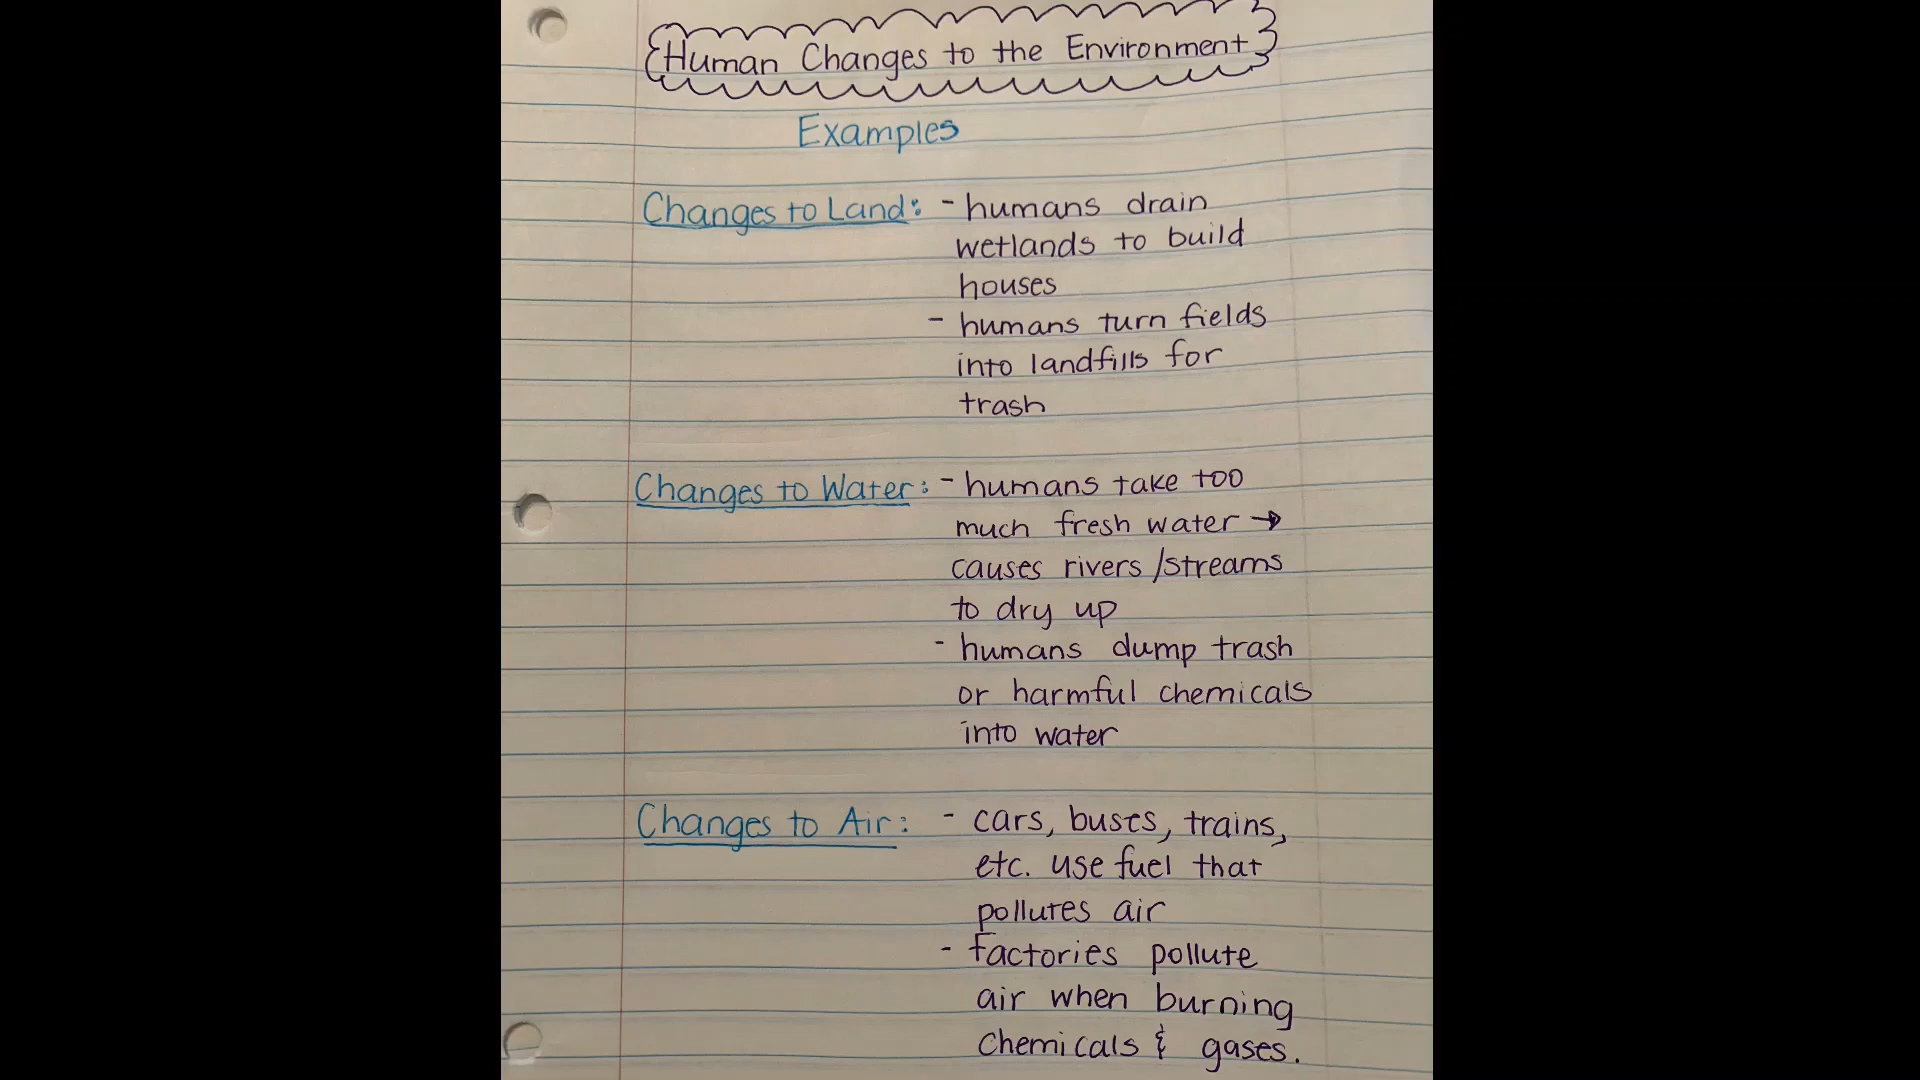 Human Changes to the Environment
Examples
Changes to Land: - humans drain
wetlands to build
houses
- humans turn fields
into landfills for
trash
Changes to Water: - humans take too
much fresh water →
causes rivers/streams
to dry up
- humans dump trash
or harmful chemicals
into water
Changes to Air: - cars, buses, trains,
etc. use fuel that
pollutes air
- factories pollute
air when burning
chemicals & gases.